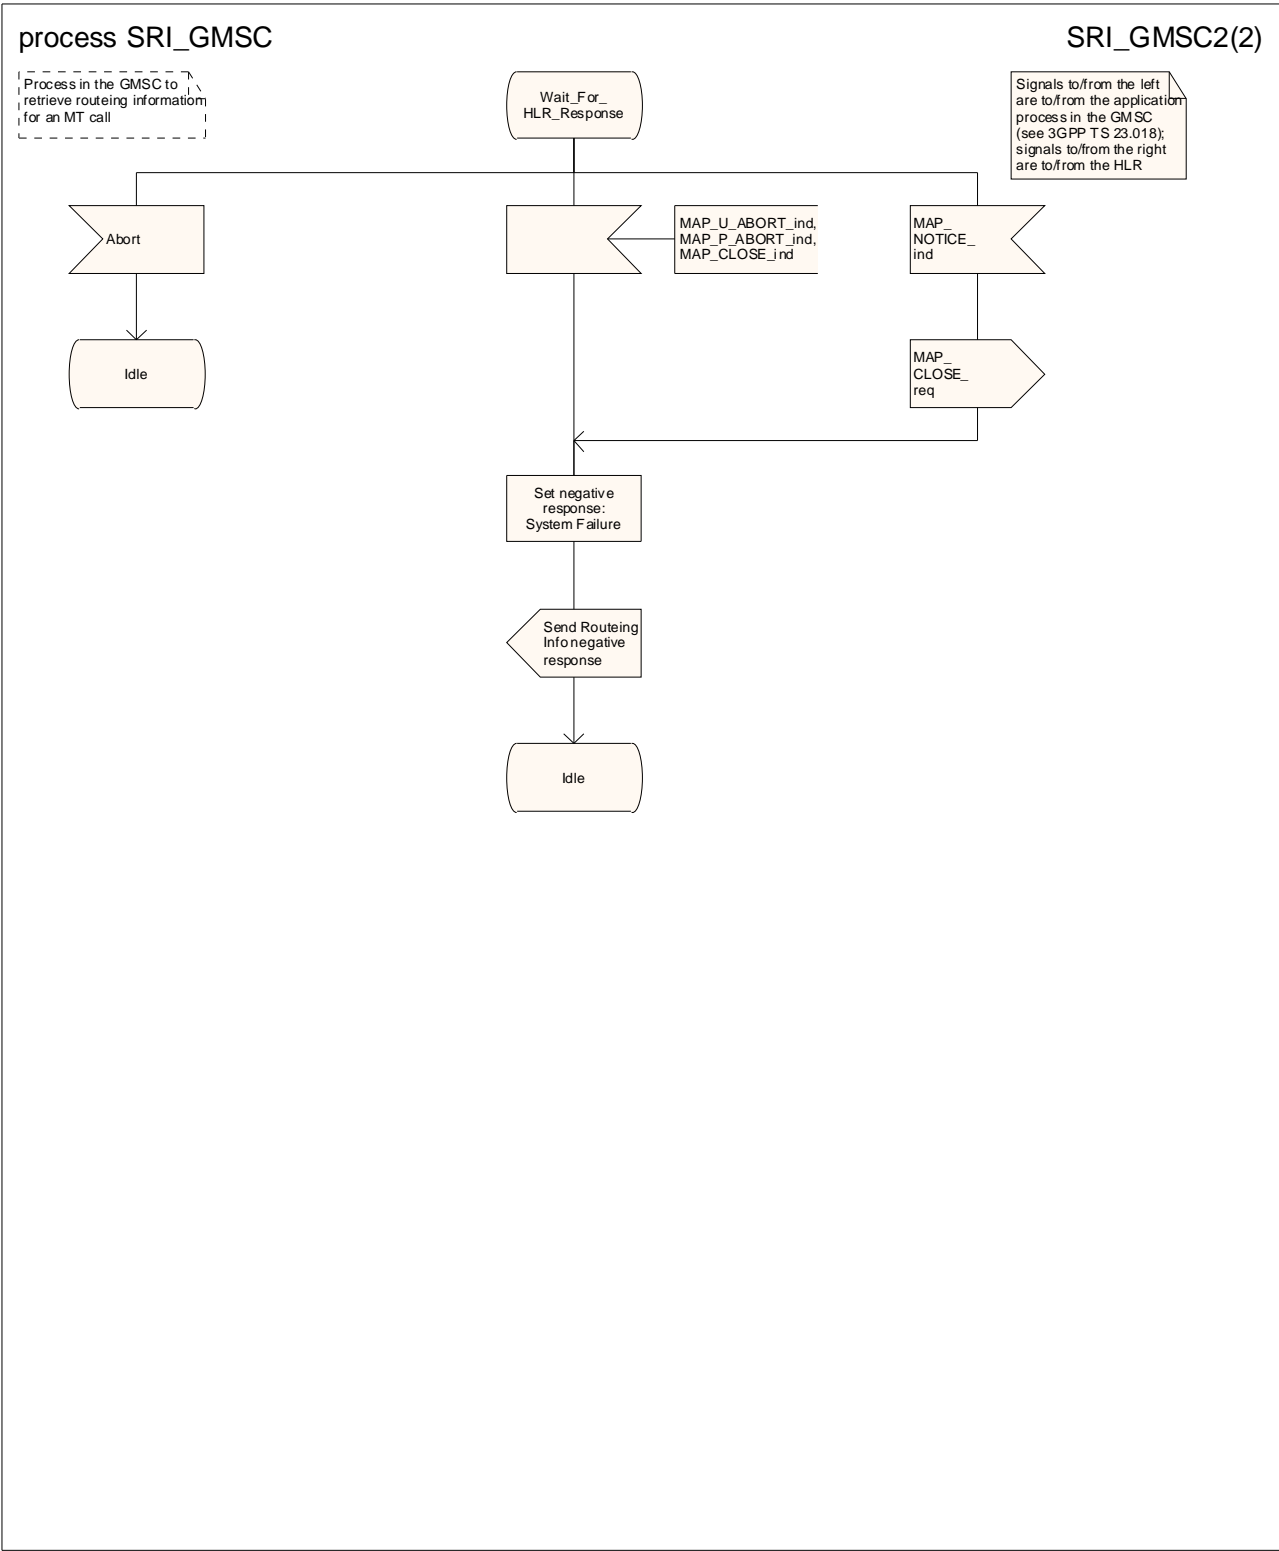 process SRI_GMSC
SRI_GMSC2(2)
Process in the GMSC to
retrieve routeing information
for an MT call
Wait_For_
HLR_Response
Signals to/from the left
are to/from the application
process in the GMSC
(see 3GPP TS 23.018);
signals to/from the right
are to/from the HLR
Abort
MAP_U_ABORT_ind,
MAP_P_ABORT_ind,
MAP_CLOSE_ind
MAP_
NOTICE_
ind
Idle
MAP_
CLOSE_
req
Set negative
response:
System Failure
Send Routeing
Info negative
response
Idle